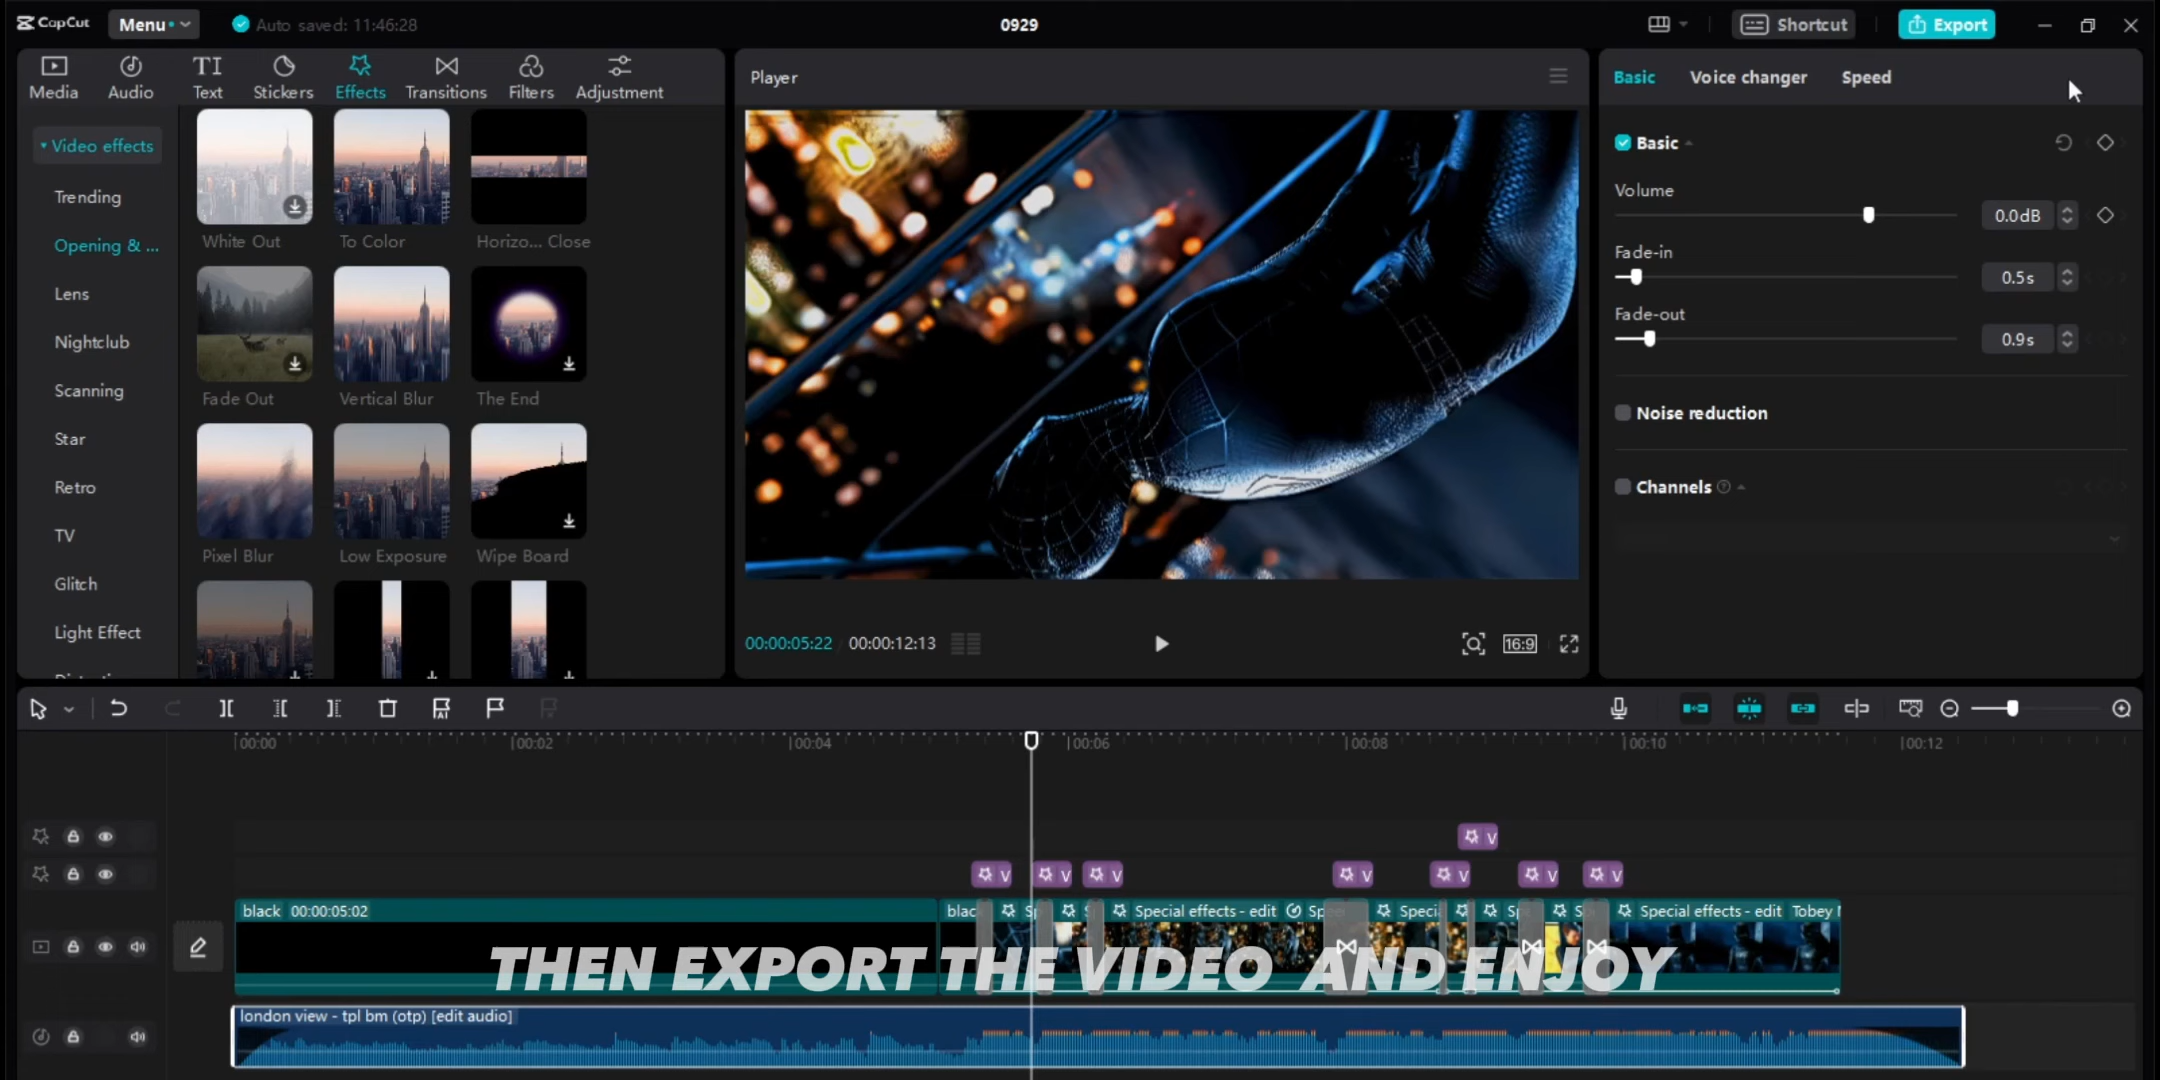 CapCut Menu Auto saved: 11:46:28 0929 Shortcut Export
Media Audio Text Stickers Effects Transitions Filters Adjustment
Video effects
Trending
Opening & ...
Lens
Nightclub
Scanning
Star
Retro
TV
Glitch
Light Effect
White Out To Color Horizo... Close
Fade Out Vertical Blur The End
Pixel Blur Low Exposure Wipe Board
Player
00:00:05:22 00:00:12:13 16:9
Basic Voice changer Speed
Basic
Volume
0.0dB
Fade-in
0.5s
Fade-out
0.9s
Noise reduction
Channels
00:00 00:02 00:04 00:06 00:08 00:10 00:12
V
V V V V V V V
black 00:00:05:02 blac Sp S Special effects - edit Sp Speci Sp S Special effects - edit Tobey
THEN EXPORT THE VIDEO AND ENJOY
london view - tpl bm (otp) [edit audio]